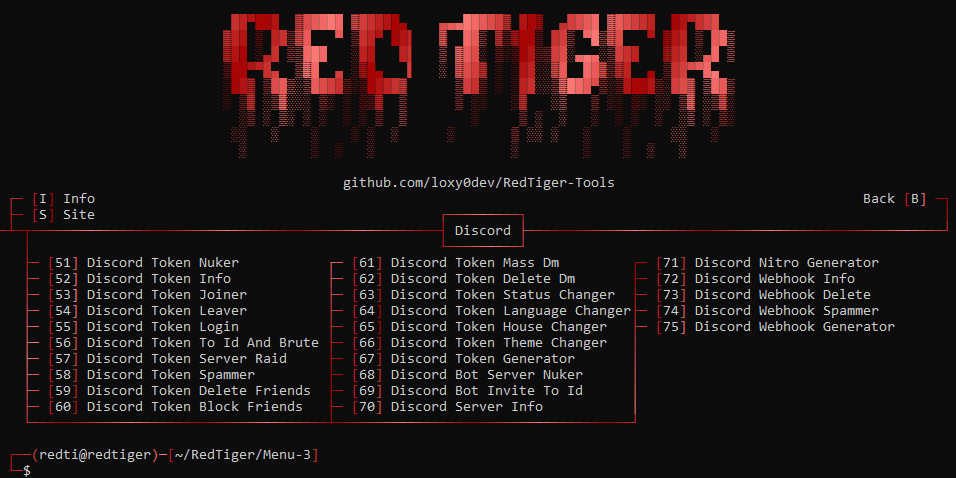 RED TIGER
github.com/loxy0dev/RedTiger-Tools
[I] Info
Back [B]
[S] Site
Discord
[51] Discord Token Nuker
[52] Discord Token Info
[53] Discord Token Joiner
[54] Discord Token Leaver
[55] Discord Token Login
[56] Discord Token To Id And Brute
[57] Discord Token Server Raid
[58] Discord Token Spammer
[59] Discord Token Delete Friends
[60] Discord Token Block Friends
[61] Discord Token Mass Dm
[62] Discord Token Delete Dm
[63] Discord Token Status Changer
[64] Discord Token Language Changer
[65] Discord Token House Changer
[66] Discord Token Theme Changer
[67] Discord Token Generator
[68] Discord Bot Server Nuker
[69] Discord Bot Invite To Id
[70] Discord Server Info
[71] Discord Nitro Generator
[72] Discord Webhook Info
[73] Discord Webhook Delete
[74] Discord Webhook Spammer
[75] Discord Webhook Generator
(redti@redtiger)─[~/RedTiger/Menu-3]
$